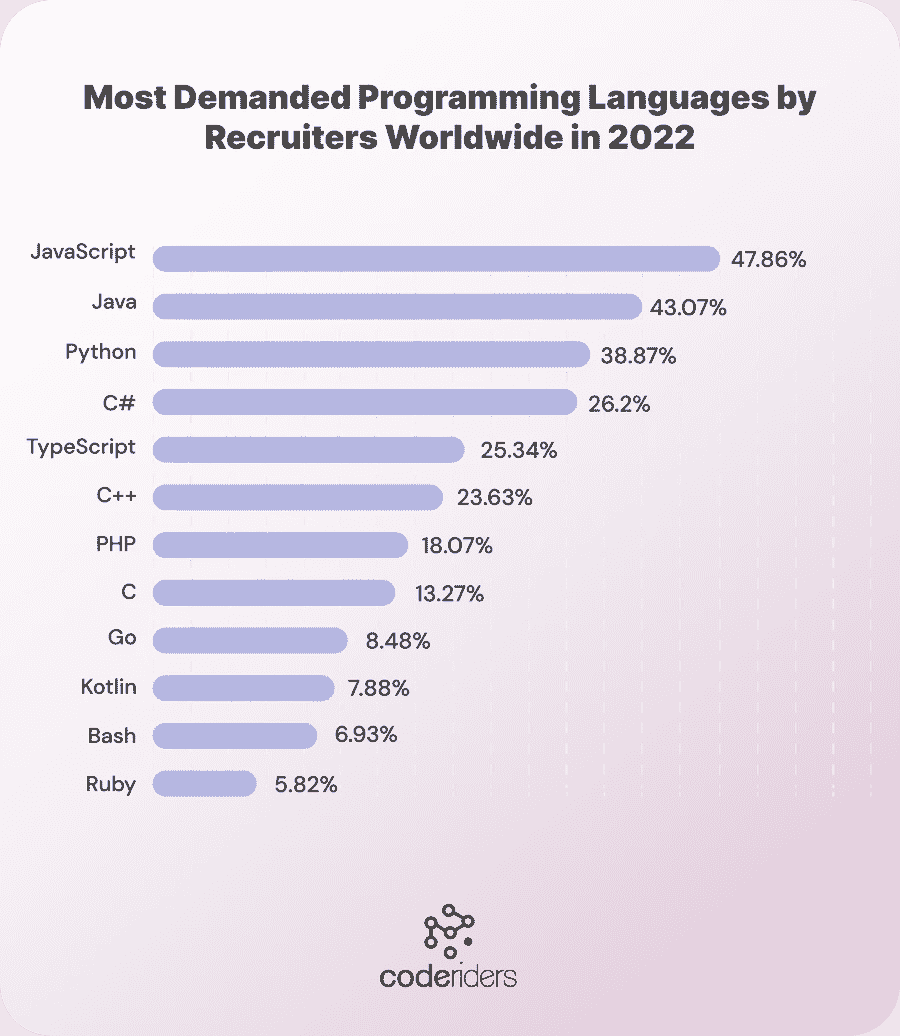 Most Demanded Programming Languages by
Recruiters Worldwide in 2022
JavaScript 47.86%
Java 43.07%
Python 38.87%
C# 26.2%
TypeScript 25.34%
C++ 23.63%
PHP 18.07%
C 13.27%
Go 8.48%
Kotlin 7.88%
Bash 6.93%
Ruby 5.82%
coderiders